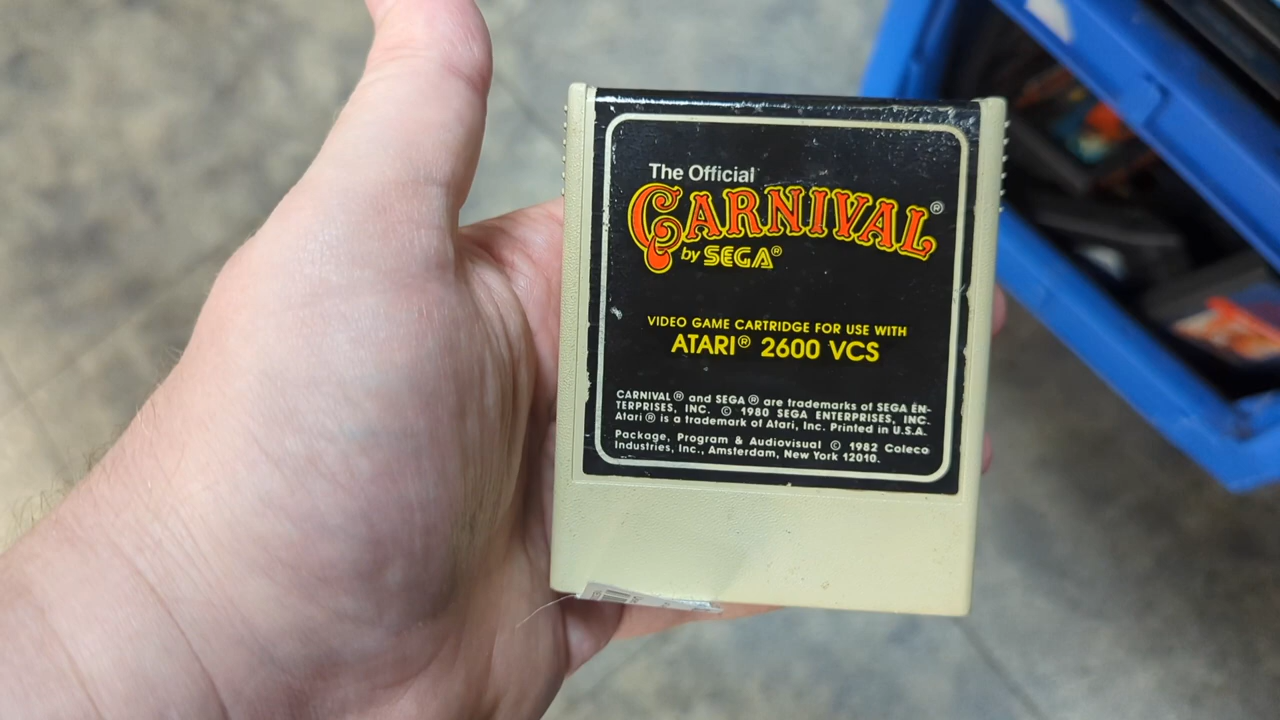 The Official
CARNIVAL®
by SEGA®
VIDEO GAME CARTRIDGE FOR USE WITH
ATARI® 2600 VCS
CARNIVAL® and SEGA® are trademarks of SEGA EN-
TERPRISES, INC. © 1980 SEGA ENTERPRISES, INC.
Atari® is a trademark of Atari, Inc. Printed in U.S.A.
Package, Program & Audiovisual © 1982 Coleco
Industries, Inc., Amsterdam, New York 12010.